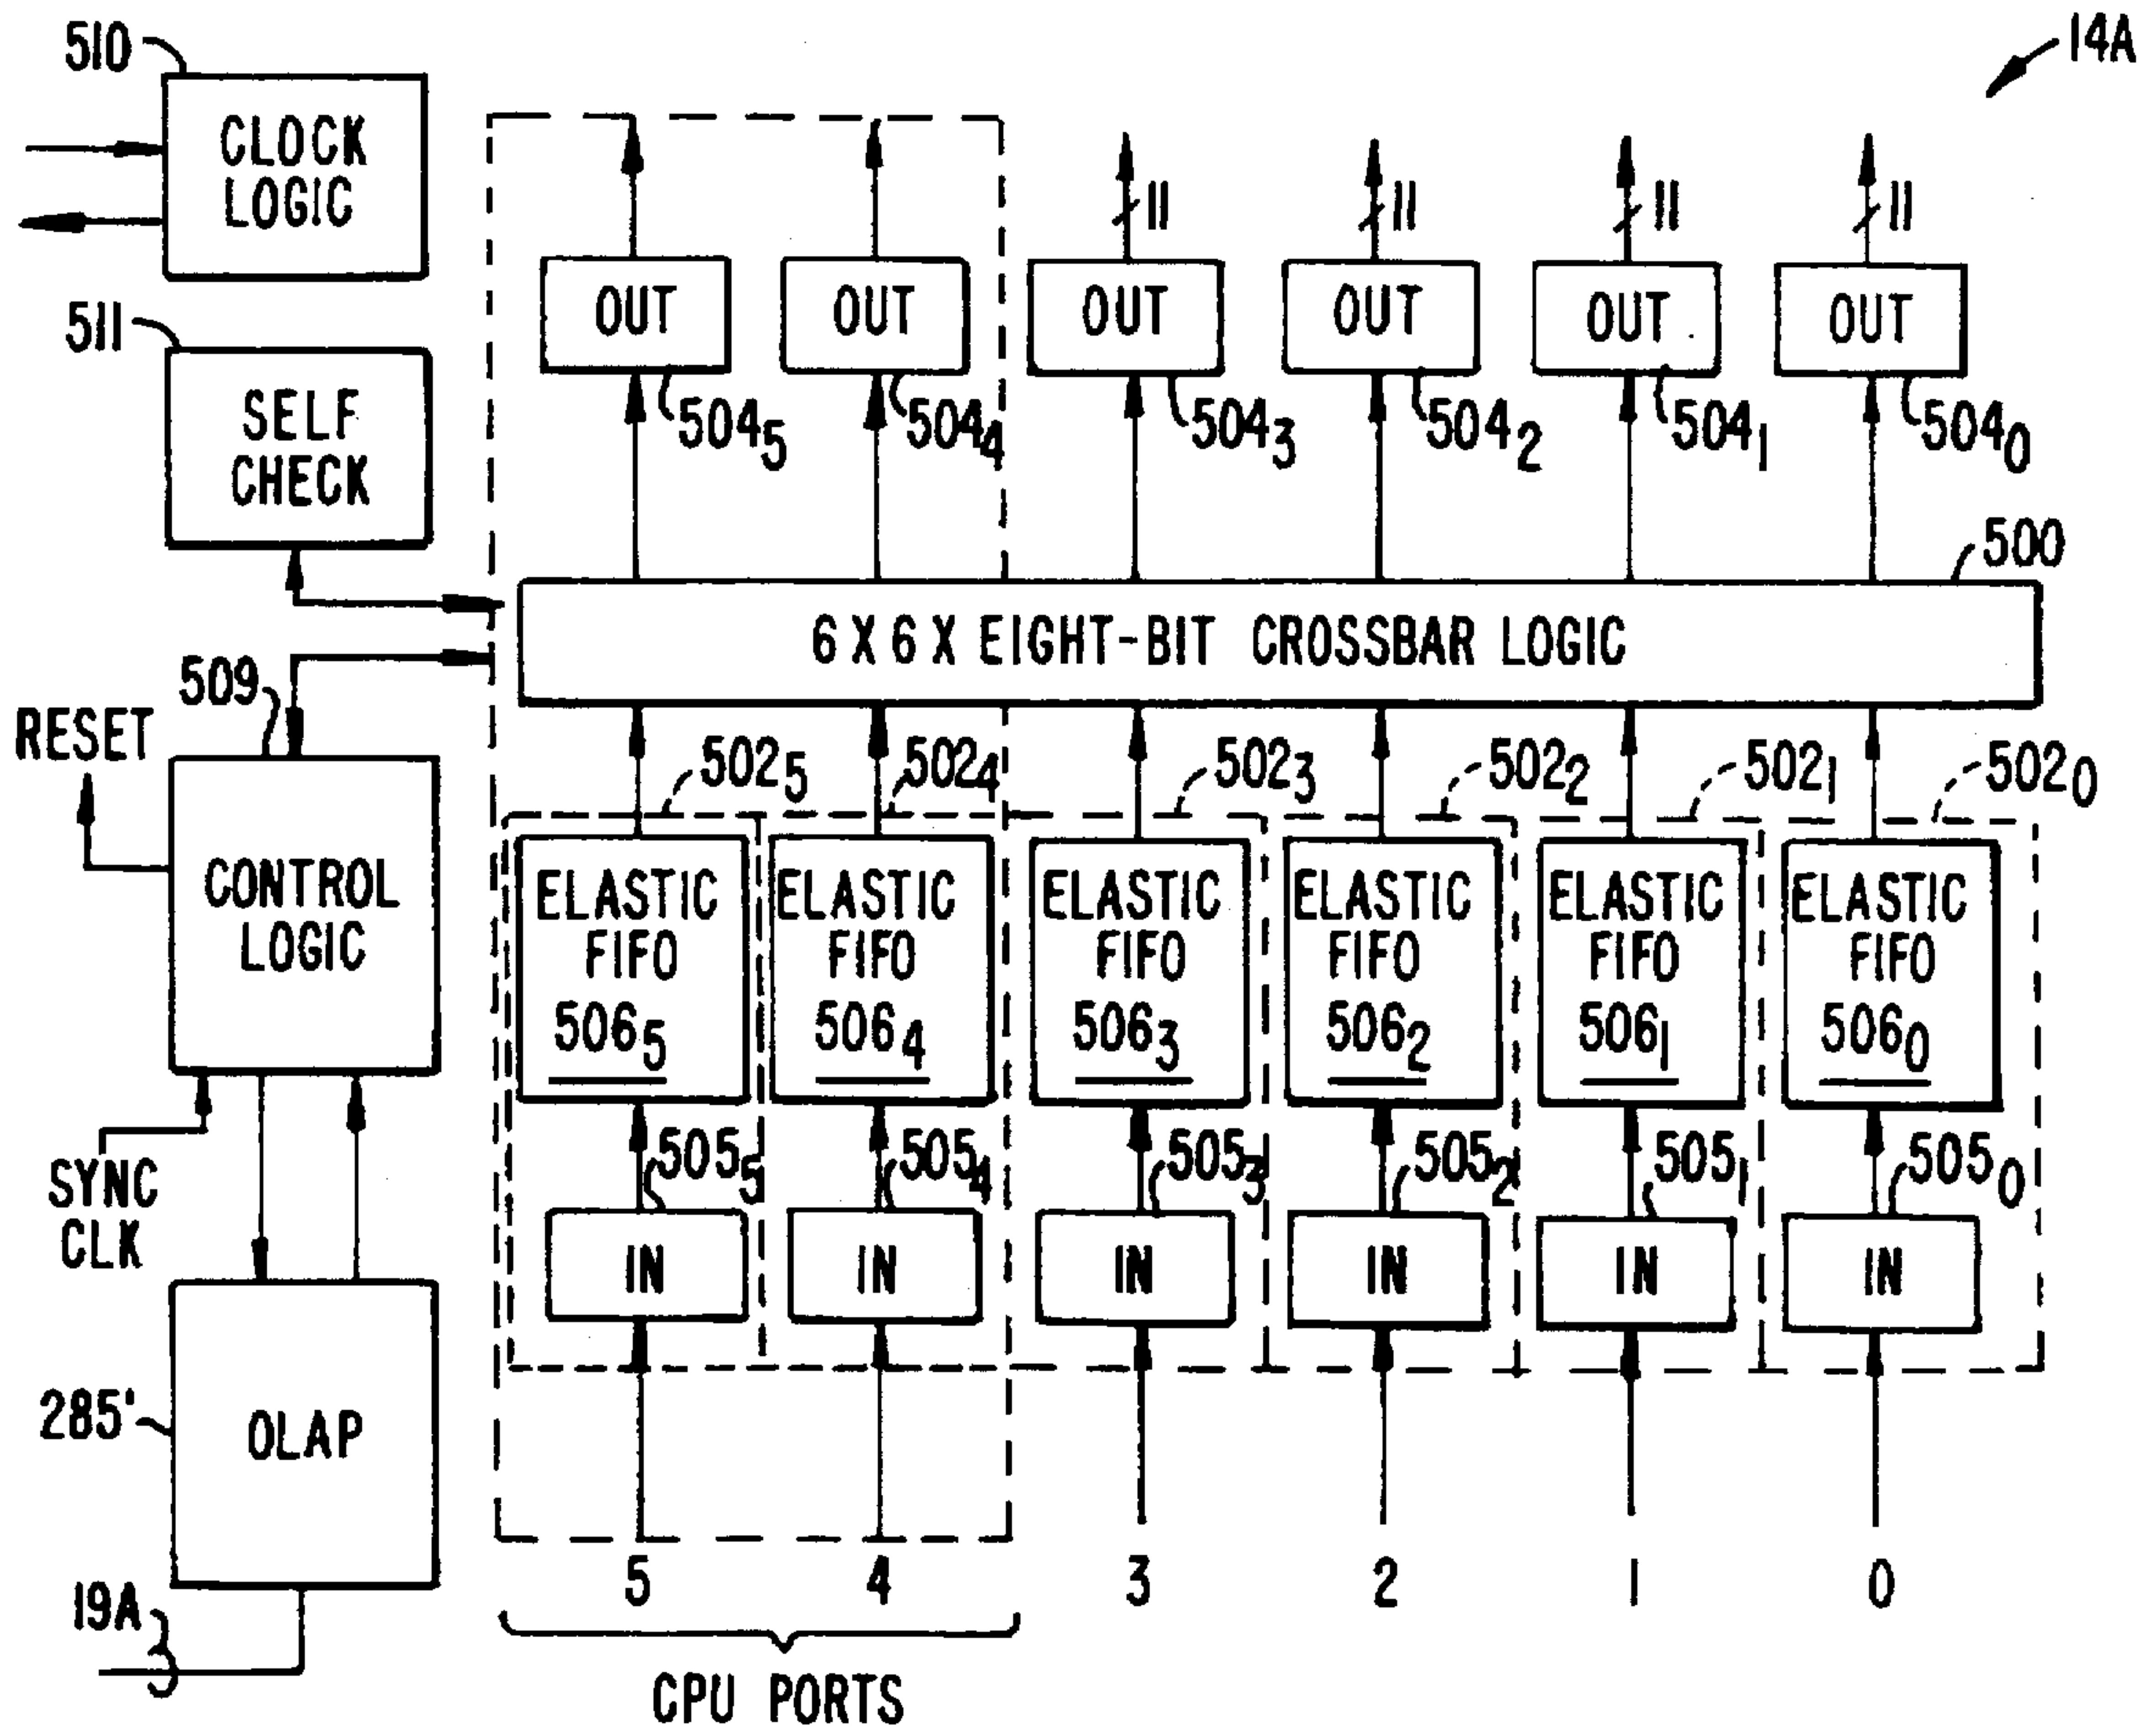 510
14A
CLOCK
LOGIC
11
11
11
11
OUT
OUT
OUT
OUT
OUT
OUT
511
SELF
CHECK
504₅
504₄
504₃
504₂
504₁
504₀
500
6 X 6 X EIGHT-BIT CROSSBAR LOGIC
509
RESET
502₅
502₄
502₃
502₂
502₁
502₀
CONTROL
LOGIC
ELASTIC
FIFO
506₅
ELASTIC
FIFO
506₄
ELASTIC
FIFO
506₃
ELASTIC
FIFO
506₂
ELASTIC
FIFO
506₁
ELASTIC
FIFO
506₀
SYNC
CLK
505₅
505₄
505₃
505₂
505₁
505₀
IN
IN
IN
IN
IN
IN
285'
OLAP
19A
5
4
3
2
1
0
CPU PORTS